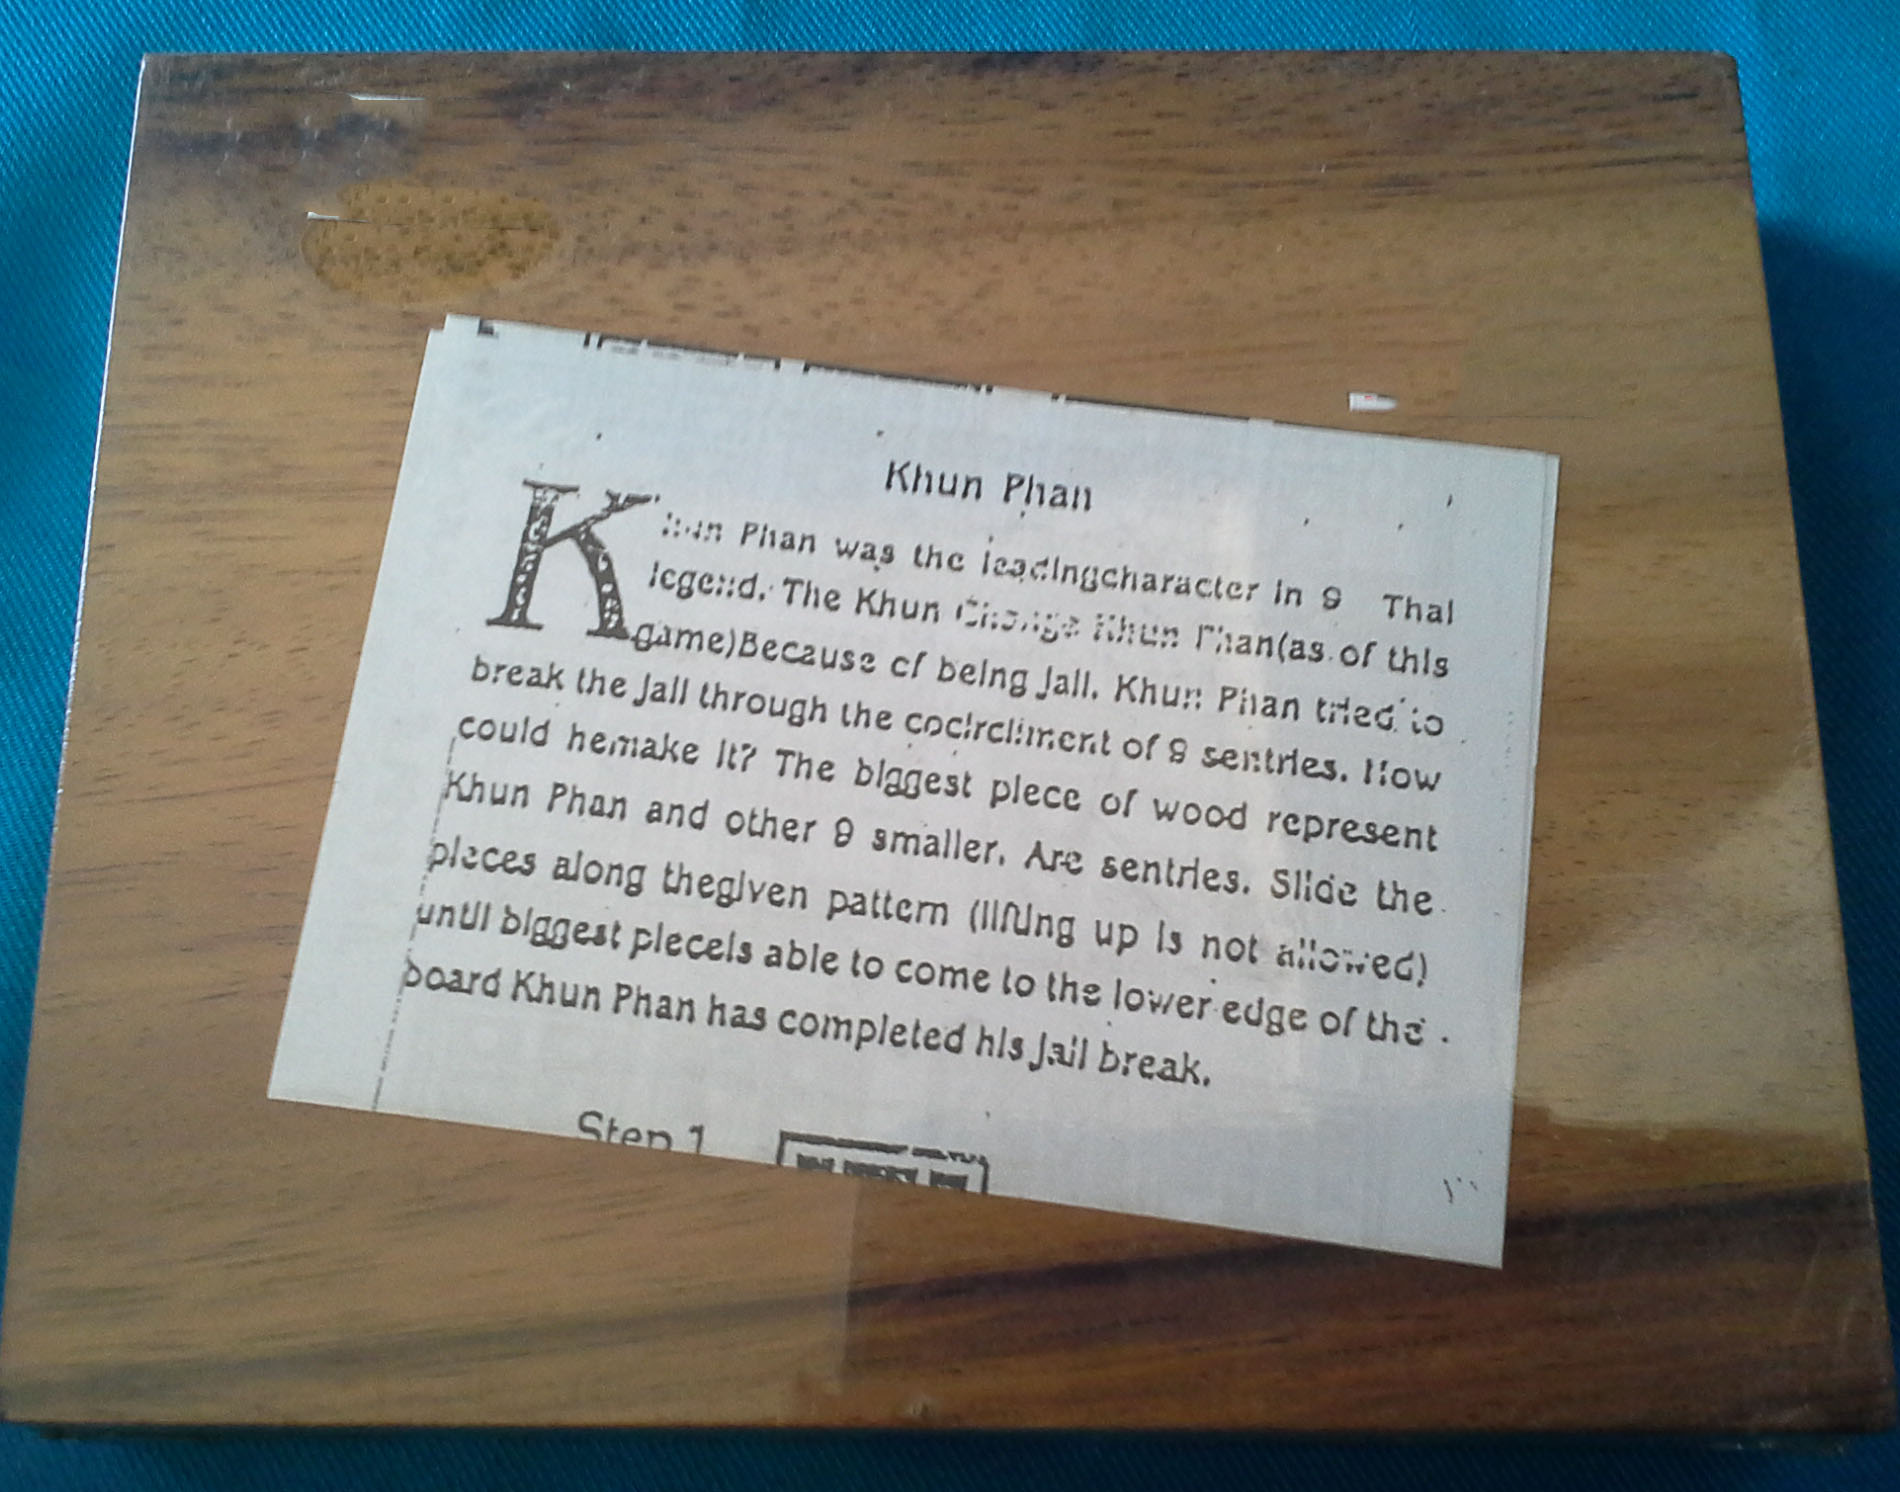 Khun Phan
Khun Phan was the leadingcharacter in 9 Thai
legend. The Khun Phan(as of this
game)Because of being Jail. Khun Phan tried to
break the Jail through the of 9 sentries. How
could hemake it? The biggest piece of wood represent
Khun Phan and other 9 smaller. Are sentries. Slide the
pieces along thegiven pattern (lifting up is not allowed)
until biggest pieceis able to come to the lower edge of the .
board Khun Phan has completed his Jail break.
Step 1